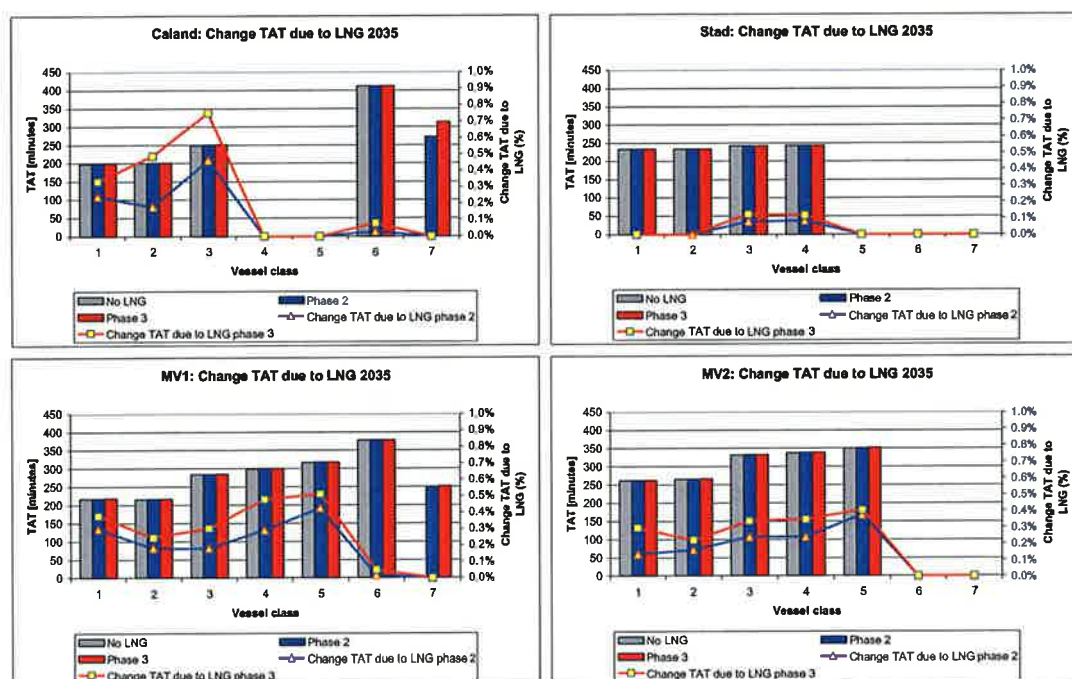 Caland: Change TAT due to LNG 2035
450
400
350
300
250
200
150
100
50
0
TAT [minutes]
1.0%
0.9%
0.8%
0.7%
0.6%
0.5%
0.4%
0.3%
0.2%
0.1%
0.0%
Change TAT due to
LNG (%)
1 2 3 4 5 6 7
Vessel class
No LNG Phase 2
Phase 3 Change TAT due to LNG phase 2
Change TAT due to LNG phase 3
Stad: Change TAT due to LNG 2035
450
400
350
300
250
200
150
100
50
0
TAT [minutes]
1.0%
0.9%
0.8%
0.7%
0.6%
0.5%
0.4%
0.3%
0.2%
0.1%
0.0%
Change TAT due to
LNG (%)
1 2 3 4 5 6 7
Vessel class
No LNG Phase 2
Phase 3 Change TAT due to LNG phase 2
Change TAT due to LNG phase 3
MV1: Change TAT due to LNG 2035
450
400
350
300
250
200
150
100
50
0
TAT [minutes]
1.0%
0.9%
0.8%
0.7%
0.6%
0.5%
0.4%
0.3%
0.2%
0.1%
0.0%
Change TAT due to
LNG (%)
1 2 3 4 5 6 7
Vessel class
No LNG Phase 2
Phase 3 Change TAT due to LNG phase 2
Change TAT due to LNG phase 3
MV2: Change TAT due to LNG 2035
450
400
350
300
250
200
150
100
50
0
TAT [minutes]
1.0%
0.9%
0.8%
0.7%
0.6%
0.5%
0.4%
0.3%
0.2%
0.1%
0.0%
Change TAT due to
LNG (%)
1 2 3 4 5 6 7
Vessel class
No LNG Phase 2
Phase 3 Change TAT due to LNG phase 2
Change TAT due to LNG phase 3